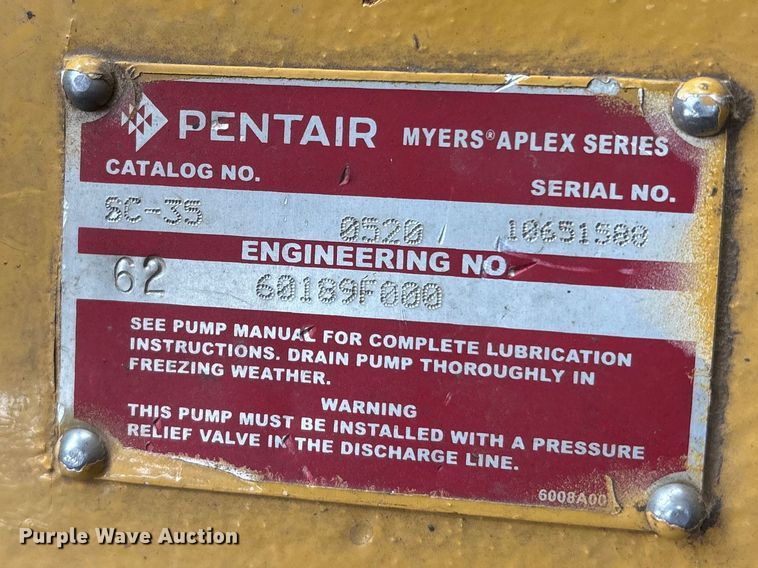 PENTAIR MYERS® APLEX SERIES
CATALOG NO. SERIAL NO.
SC-35 0520 10651500
ENGINEERING NO.
62 60189F000
SEE PUMP MANUAL FOR COMPLETE LUBRICATION
INSTRUCTIONS. DRAIN PUMP THOROUGHLY IN
FREEZING WEATHER.
WARNING
THIS PUMP MUST BE INSTALLED WITH A PRESSURE
RELIEF VALVE IN THE DISCHARGE LINE.
6008A00
Purple Wave Auction